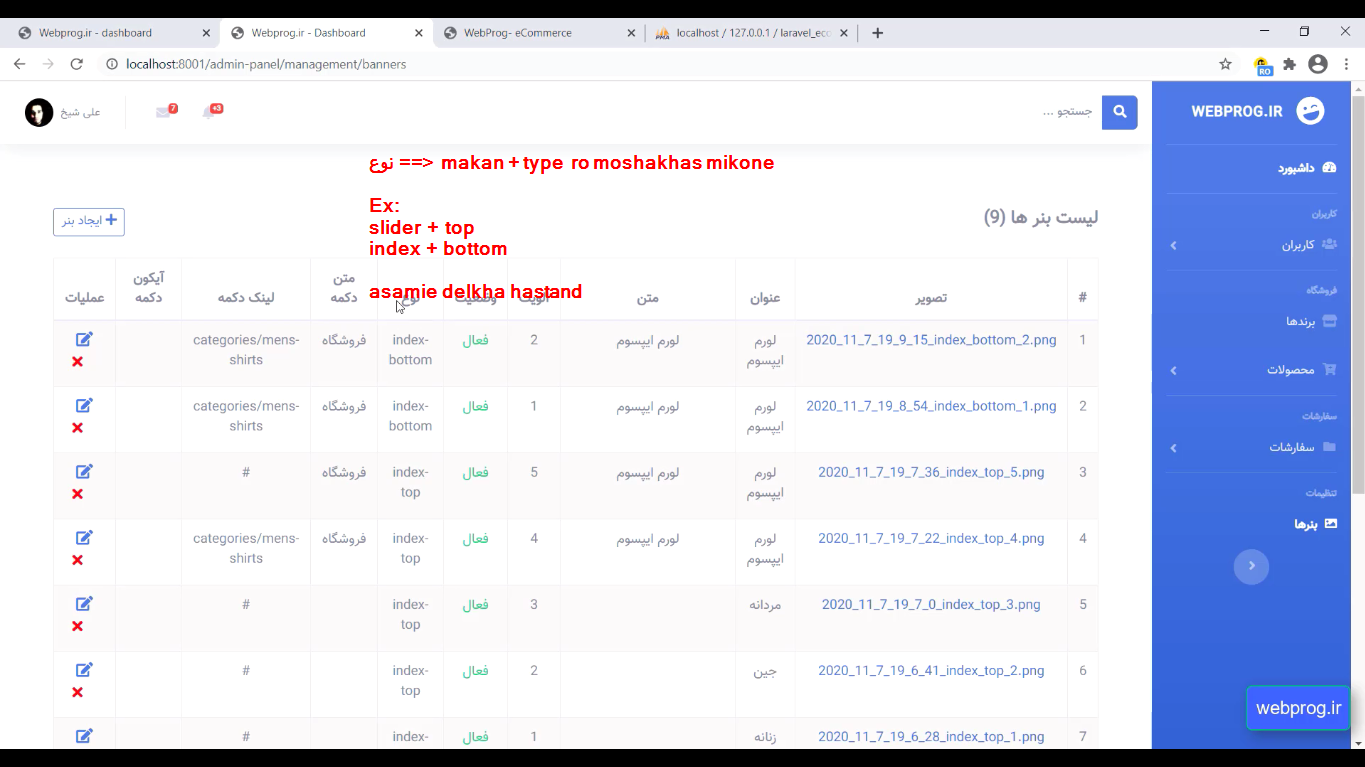 Webprog.ir - dashboard
Webprog.ir - Dashboard
WebProg- eCommerce
localhost / 127.0.0.1 / laravel_eco
localhost:8001/admin-panel/management/banners
RO
علی شیخ
7
+3
جستجو ...
WEBPROG.IR
داشبورد
کاربران
کاربران
فروشگاه
برندها
محصولات
سفارشات
سفارشات
تنظیمات
بنرها
نوع ==> makan + type ro moshakhas mikone
Ex:
slider + top
index + bottom
asamie delkha hastand
لیست بنر ها (9)
ایجاد بنر
# تصویر عنوان متن الویت وضعیت نوع متن دکمه لینک دکمه آیکون دکمه عملیات
1 2020_11_7_19_9_15_index_bottom_2.png لورم ایپسوم لورم ایپسوم 2 فعال index-bottom فروشگاه categories/mens-shirts
2 2020_11_7_19_8_54_index_bottom_1.png لورم ایپسوم لورم ایپسوم 1 فعال index-bottom فروشگاه categories/mens-shirts
3 2020_11_7_19_7_36_index_top_5.png لورم ایپسوم لورم ایپسوم 5 فعال index-top فروشگاه #
4 2020_11_7_19_7_22_index_top_4.png لورم ایپسوم لورم ایپسوم 4 فعال index-top فروشگاه categories/mens-shirts
5 2020_11_7_19_7_0_index_top_3.png مردانه 3 فعال index-top #
6 2020_11_7_19_6_41_index_top_2.png جین 2 فعال index-top #
7 2020_11_7_19_6_28_index_top_1.png زنانه 1 فعال index- #
webprog.ir